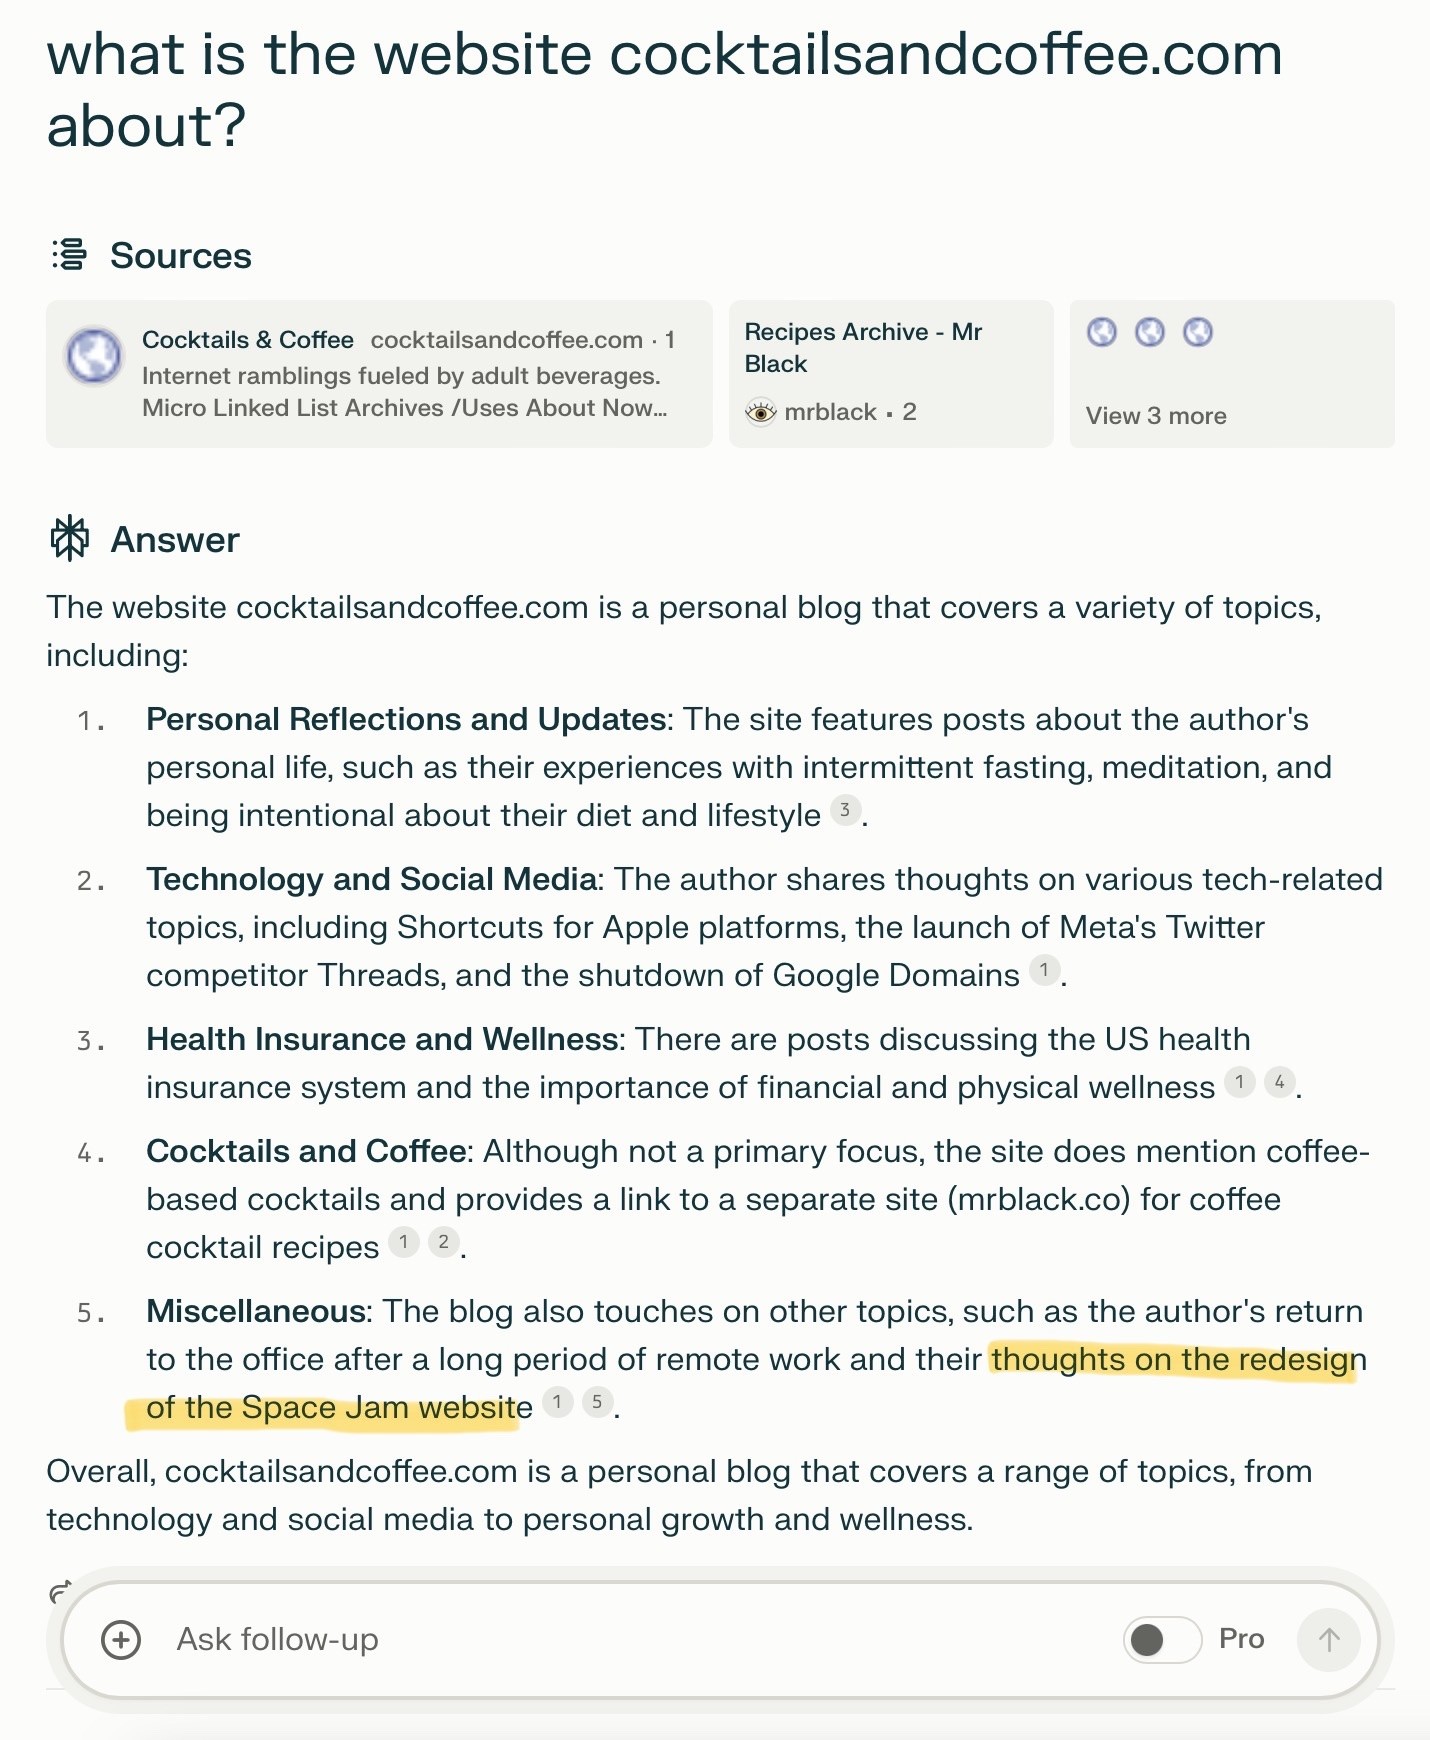 what is the website cocktailsandcoffee.com
about?
Sources
Cocktails & Coffee cocktailsandcoffee.com · 1
Internet ramblings fueled by adult beverages.
Micro Linked List Archives /Uses About Now...
Recipes Archive - Mr
Black
mrblack · 2
View 3 more
Answer
The website cocktailsandcoffee.com is a personal blog that covers a variety of topics,
including:
1. Personal Reflections and Updates: The site features posts about the author's
personal life, such as their experiences with intermittent fasting, meditation, and
being intentional about their diet and lifestyle 3.
2. Technology and Social Media: The author shares thoughts on various tech-related
topics, including Shortcuts for Apple platforms, the launch of Meta's Twitter
competitor Threads, and the shutdown of Google Domains 1.
3. Health Insurance and Wellness: There are posts discussing the US health
insurance system and the importance of financial and physical wellness 1 4.
4. Cocktails and Coffee: Although not a primary focus, the site does mention coffee-
based cocktails and provides a link to a separate site (mrblack.co) for coffee
cocktail recipes 1 2.
5. Miscellaneous: The blog also touches on other topics, such as the author's return
to the office after a long period of remote work and their thoughts on the redesign
of the Space Jam website 1 5.
Overall, cocktailsandcoffee.com is a personal blog that covers a range of topics, from
technology and social media to personal growth and wellness.
Ask follow-up
Pro